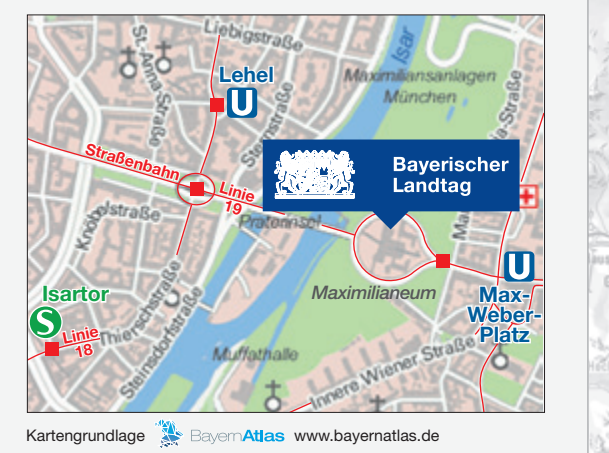 Liebigstraße
St.-Anna-Straße
Isar
Lehel
U
Maximiliansanlagen
München
Sternstraße
Straßenbahn
Linie
19
Bayerischer
Landtag
Knöbelstraße
Praterinsel
Isartor
S
Linie
18
Thierschstraße
Steinsdorfstraße
Maximilianeum
U
Max-
Weber-
Platz
Muffathalle
Innere Wiener Straße
Kartengrundlage BayernAtlas www.bayernatlas.de